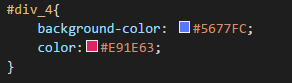 #div_4{
background-color: #5677FC;
color:#E91E63;
}